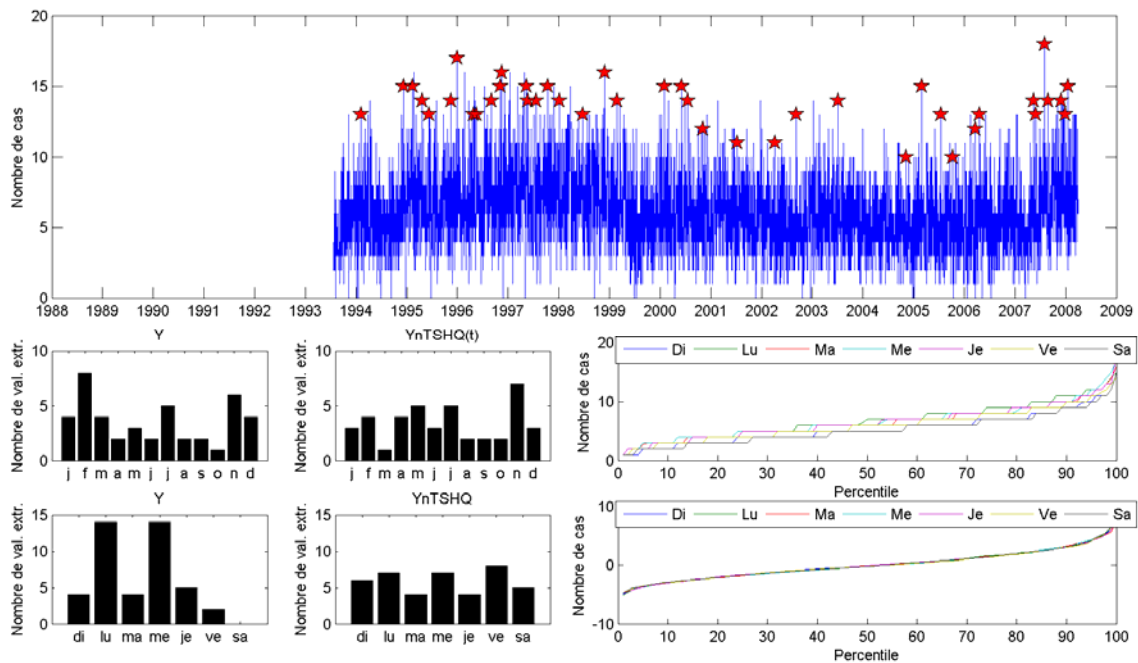 20
15
10
5
0
Nombre de cas
1988 1989 1990 1991 1992 1993 1994 1995 1996 1997 1998 1999 2000 2001 2002 2003 2004 2005 2006 2007 2008 2009
Y
10
5
0
Nombre de val. extr.
j f m a m j j a s o n d
YnTSHQ(t)
10
5
0
Nombre de val. extr.
j f m a m j j a s o n d
20
10
0
Nombre de cas
Di Lu Ma Me Je Ve Sa
0 10 20 30 40 50 60 70 80 90 100
Percentile
Y
15
10
5
0
Nombre de val. extr.
di lu ma me je ve sa
YnTSHQ
15
10
5
0
Nombre de val. extr.
di lu ma me je ve sa
10
0
-10
Nombre de cas
Di Lu Ma Me Je Ve Sa
0 10 20 30 40 50 60 70 80 90 100
Percentile